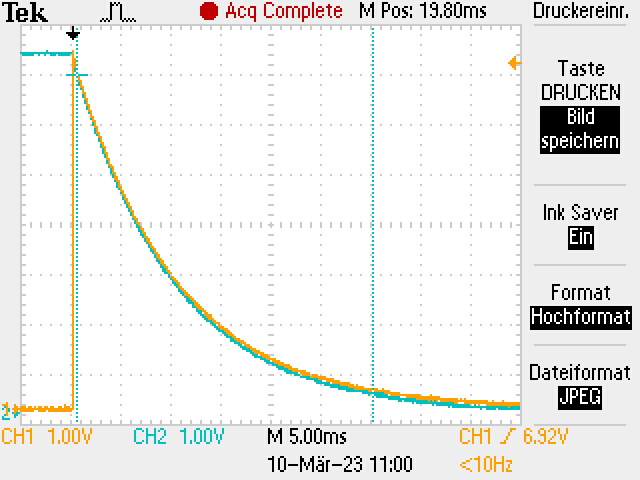 Tek Acq Complete M Pos: 19.80ms Druckereinr.
Taste
DRUCKEN
Bild
speichern
Ink Saver
Ein
Format
Hochformat
Dateiformat
JPEG
2
CH1 1.00V CH2 1.00V M 5.00ms CH1 6.92V
10-Mär-23 11:00 <10Hz